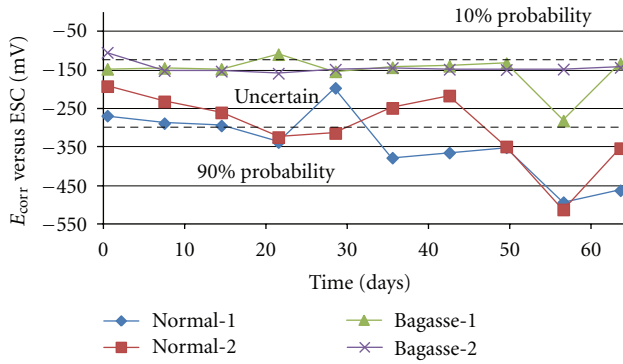 10% probability
−50
−150
−250
−350
−450
−550
E_corr versus ESC (mV)
Uncertain
90% probability
0 10 20 30 40 50 60
Time (days)
Normal-1
Bagasse-1
Normal-2
Bagasse-2